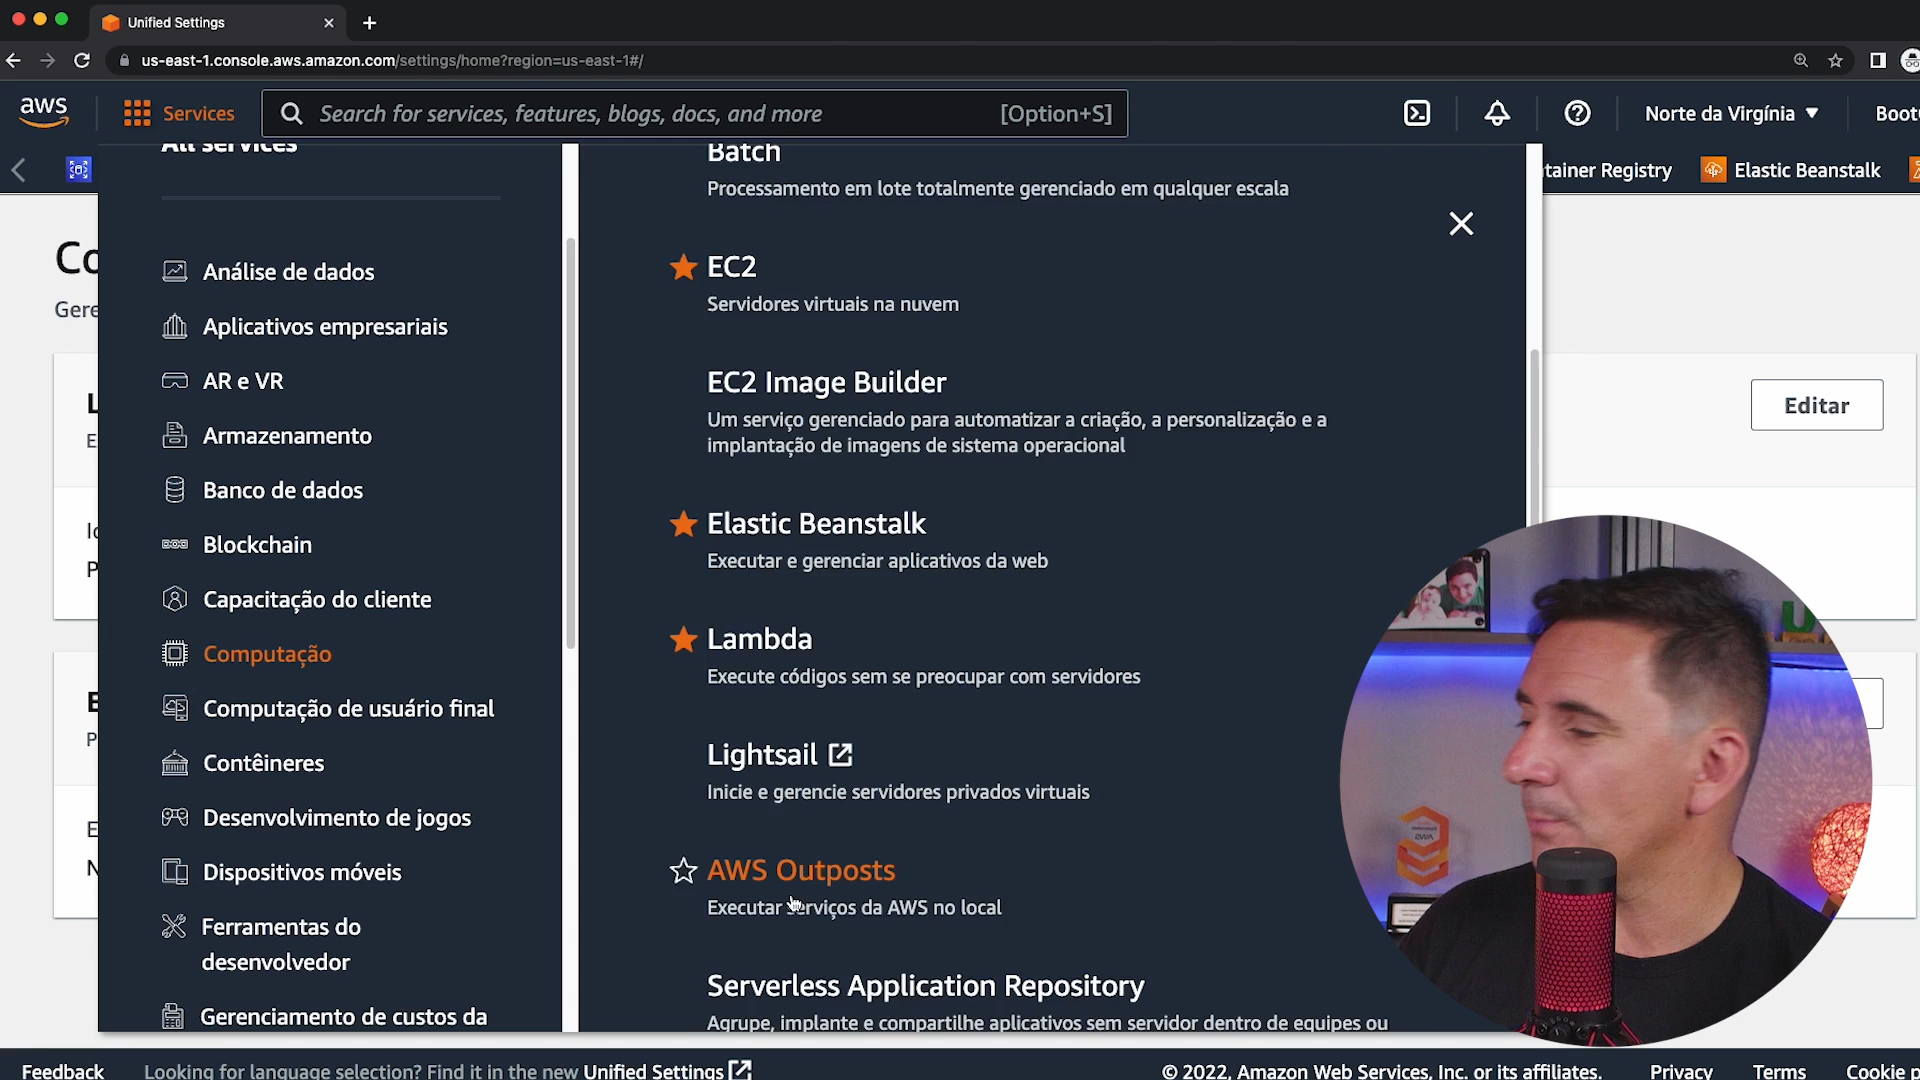 Unified Settings
us-east-1.console.aws.amazon.com/settings/home?region=us-east-1#/
aws
Services
Search for services, features, blogs, docs, and more
[Option+S]
Norte da Virgínia
All services
Elastic Beanstalk
Registry
Análise de dados
Aplicativos empresariais
AR e VR
Armazenamento
Banco de dados
Blockchain
Capacitação do cliente
Computação
Computação de usuário final
Contêineres
Desenvolvimento de jogos
Dispositivos móveis
Ferramentas do
desenvolvedor
Gerenciamento de custos da
Batch
Processamento em lote totalmente gerenciado em qualquer escala
EC2
Servidores virtuais na nuvem
EC2 Image Builder
Um serviço gerenciado para automatizar a criação, a personalização e a
implantação de imagens de sistema operacional
Elastic Beanstalk
Executar e gerenciar aplicativos da web
Lambda
Execute códigos sem se preocupar com servidores
Lightsail
Inicie e gerencie servidores privados virtuais
AWS Outposts
Executar serviços da AWS no local
Serverless Application Repository
Agrupe, implante e compartilhe aplicativos sem servidor dentro de equipes ou
Editar
Feedback
Looking for language selection? Find it in the new Unified Settings
© 2022, Amazon Web Services, Inc. or its affiliates.
Privacy
Terms
Cookie